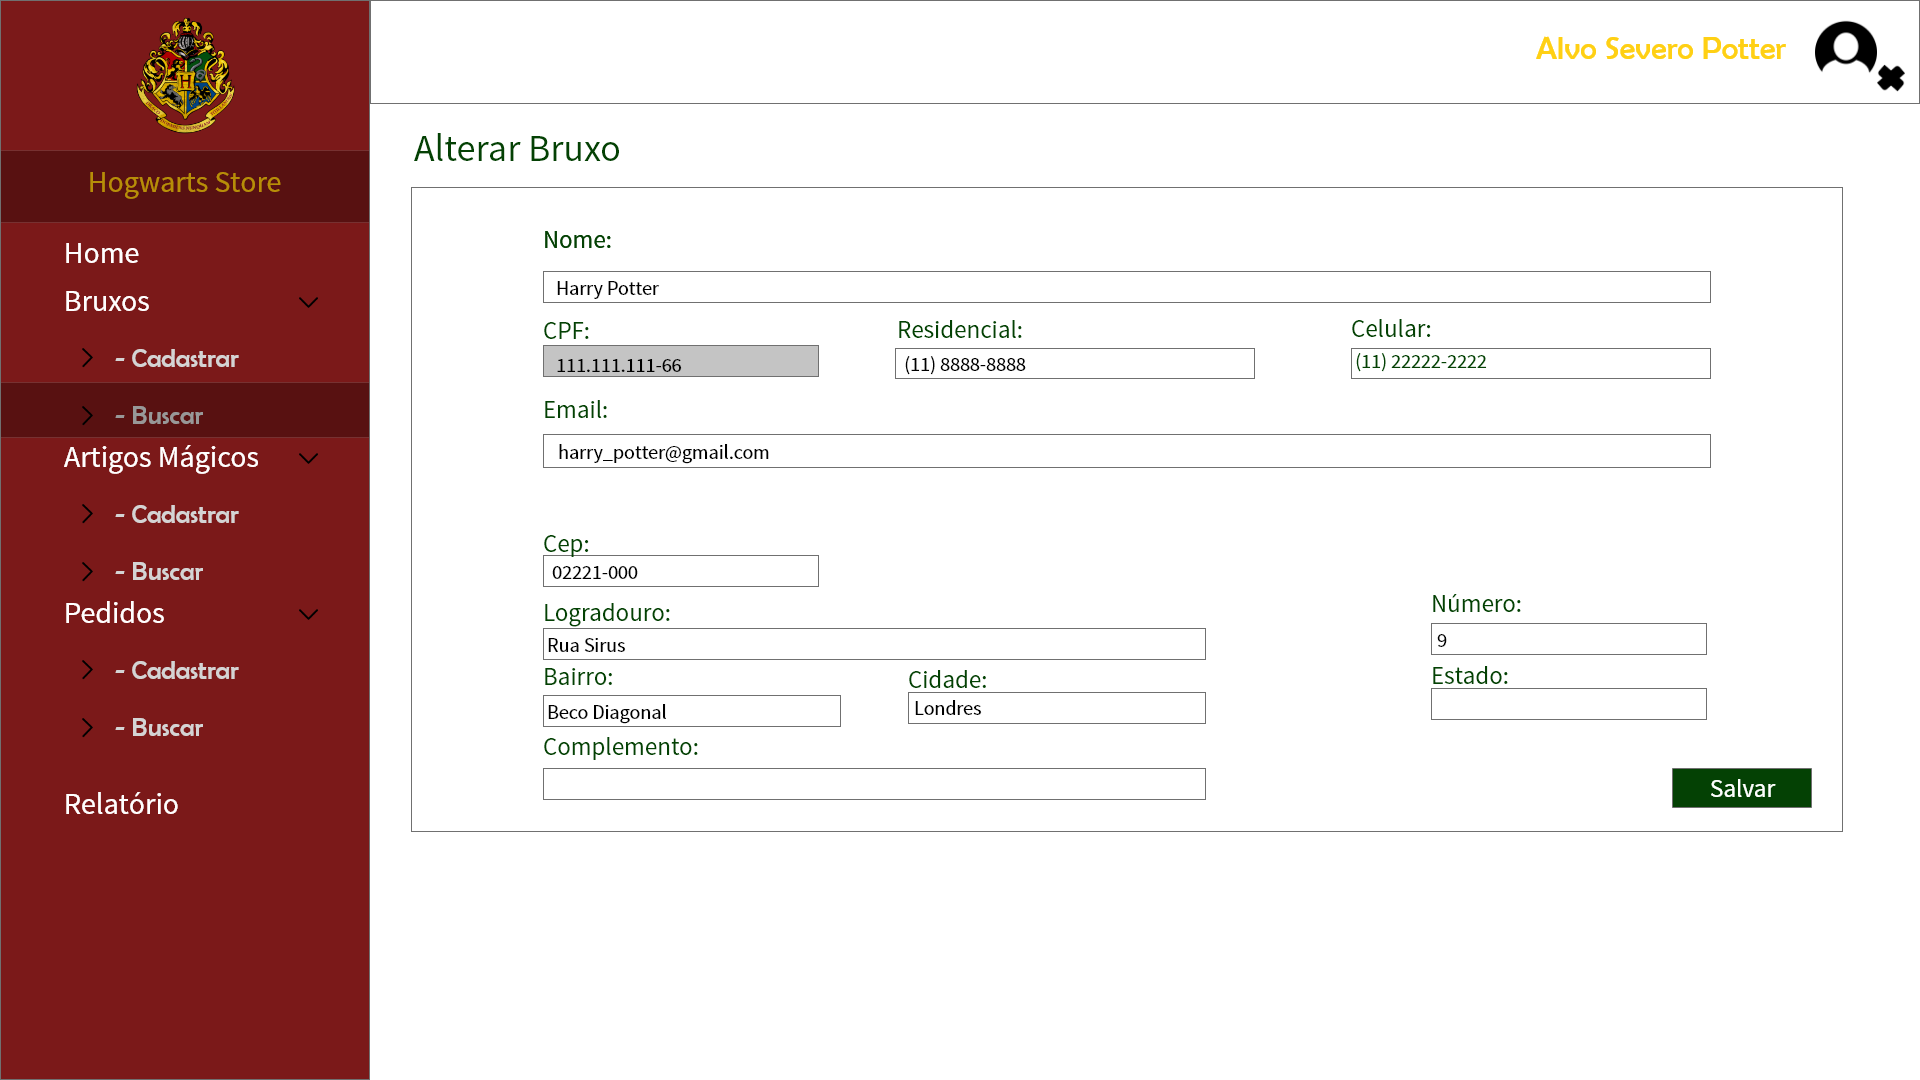 Alvo Severo Potter
Hogwarts Store
Home
Bruxos
- Cadastrar
- Buscar
Artigos Mágicos
- Cadastrar
- Buscar
Pedidos
- Cadastrar
- Buscar
Relatório
Alterar Bruxo
Nome:
Harry Potter
CPF:
111.111.111-66
Residencial:
(11) 8888-8888
Celular:
(11) 22222-2222
Email:
harry_potter@gmail.com
Cep:
02221-000
Logradouro:
Rua Sirus
Número:
9
Bairro:
Beco Diagonal
Cidade:
Londres
Estado:
Complemento:
Salvar